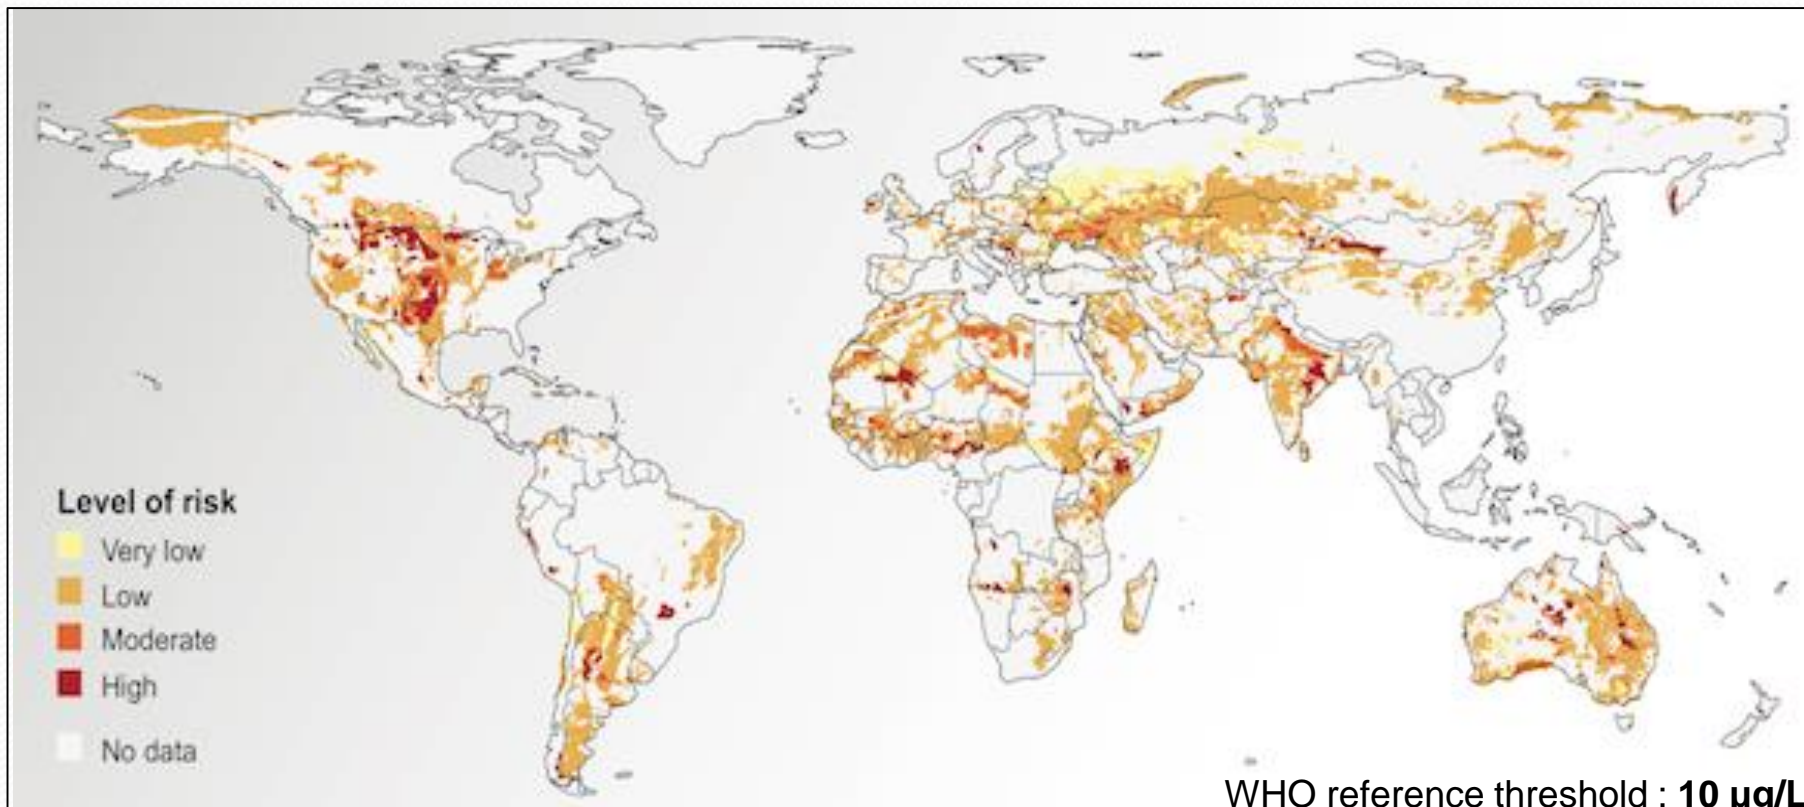 Level of risk
Very low
Low
Moderate
High
No data
WHO reference threshold : 10 µg/L